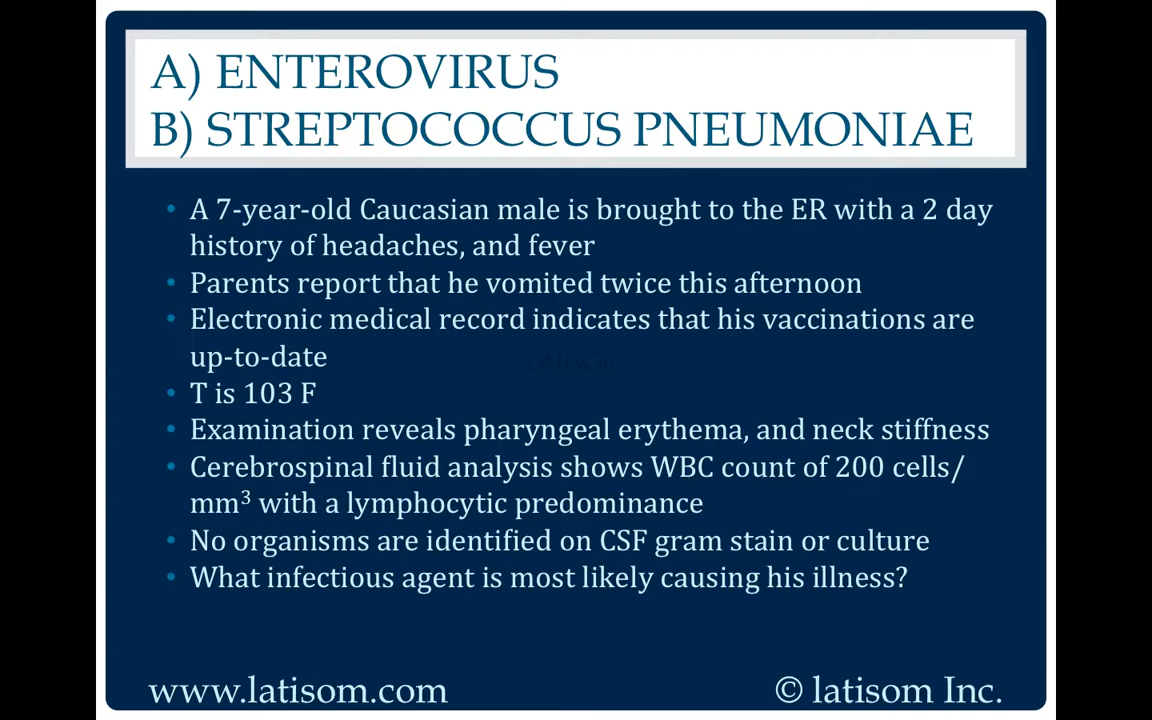 A) ENTEROVIRUS
B) STREPTOCOCCUS PNEUMONIAE
• A 7-year-old Caucasian male is brought to the ER with a 2 day
history of headaches, and fever
• Parents report that he vomited twice this afternoon
• Electronic medical record indicates that his vaccinations are
up-to-date
• T is 103 F
• Examination reveals pharyngeal erythema, and neck stiffness
• Cerebrospinal fluid analysis shows WBC count of 200 cells/
mm³ with a lymphocytic predominance
• No organisms are identified on CSF gram stain or culture
• What infectious agent is most likely causing his illness?
www.latisom.com
© latisom Inc.